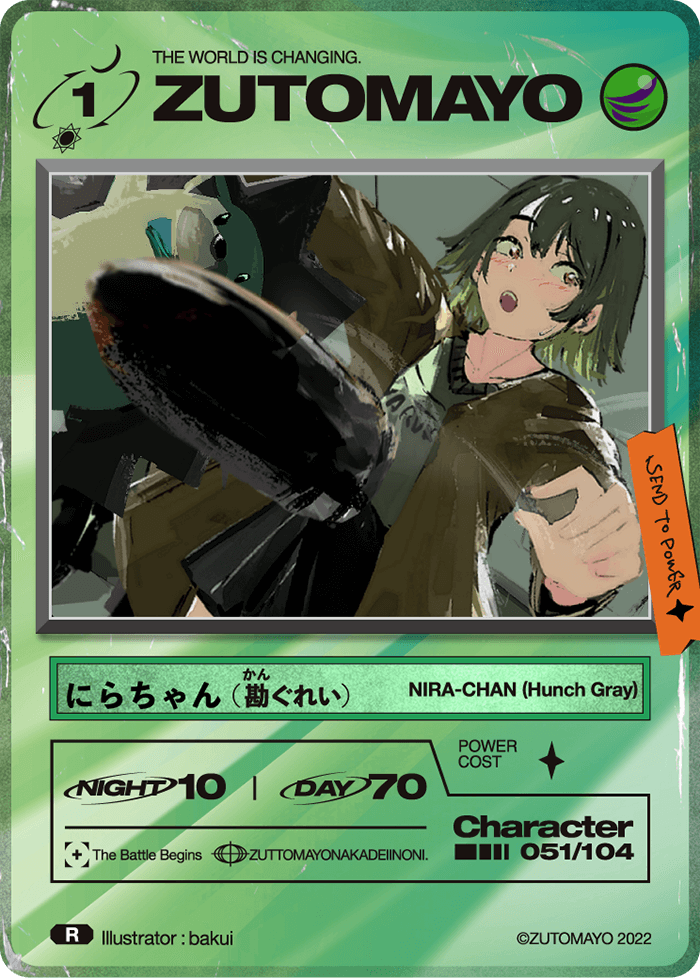 THE WORLD IS CHANGING.
1 ZUTOMAYO
SEND TO POWER
かん
にらちゃん（勘ぐれい） NIRA-CHAN (Hunch Gray)
NIGHT 10 | DAY 70
POWER
COST
The Battle Begins ZUTTOMAYONAKADEIINONI.
Character
051/104
R Illustrator : bakui
©ZUTOMAYO 2022